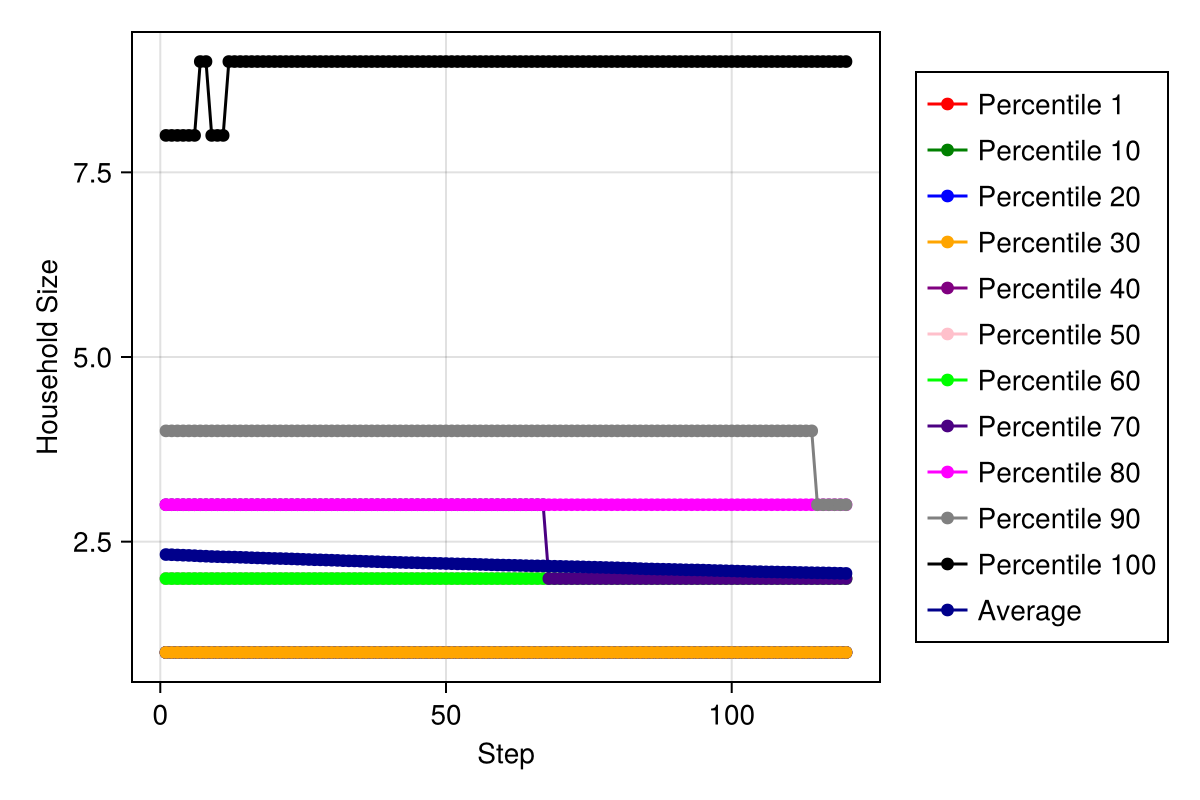 7.5
5.0
2.5
Household Size
0
50
100
Step
Percentile 1
Percentile 10
Percentile 20
Percentile 30
Percentile 40
Percentile 50
Percentile 60
Percentile 70
Percentile 80
Percentile 90
Percentile 100
Average